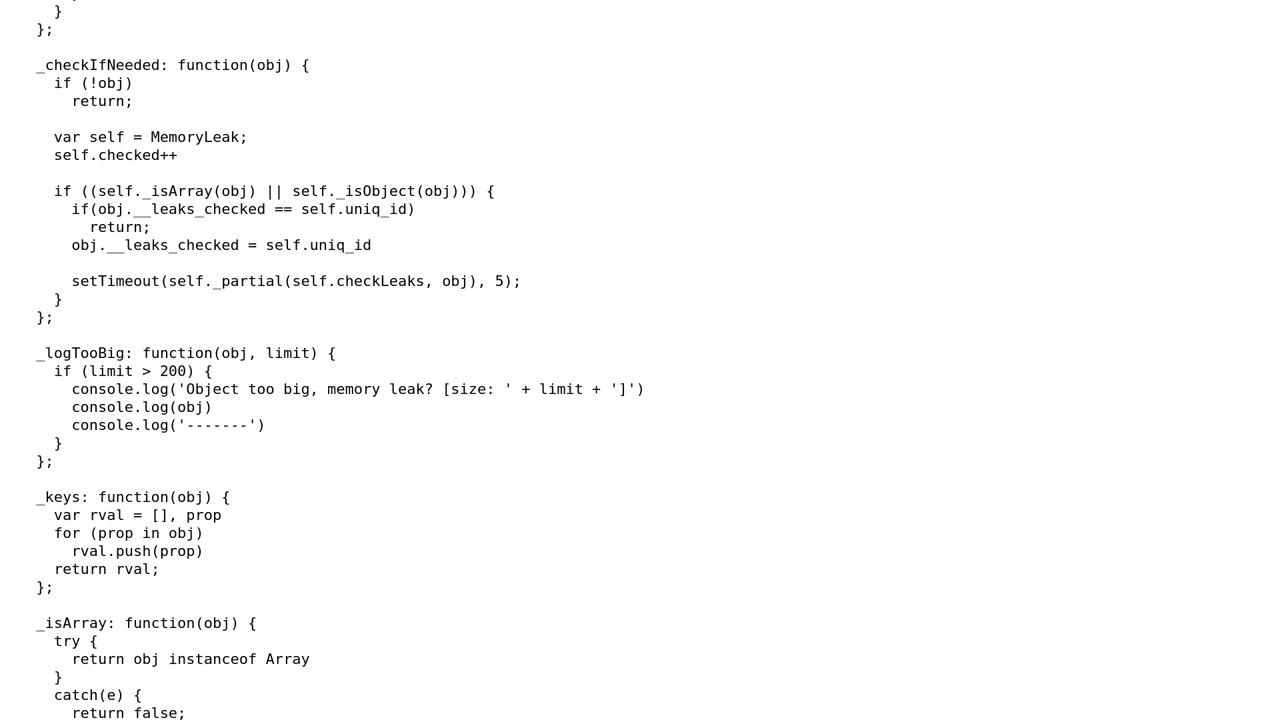 }
};

_checkIfNeeded: function(obj) {
  if (!obj)
    return;

  var self = MemoryLeak;
  self.checked++

  if ((self._isArray(obj) || self._isObject(obj))) {
    if(obj.__leaks_checked == self.uniq_id)
      return;
    obj.__leaks_checked = self.uniq_id

    setTimeout(self._partial(self.checkLeaks, obj), 5);
  }
};

_logTooBig: function(obj, limit) {
  if (limit > 200) {
    console.log('Object too big, memory leak? [size: ' + limit + ']')
    console.log(obj)
    console.log('-------')
  }
};

_keys: function(obj) {
  var rval = [], prop
  for (prop in obj)
    rval.push(prop)
  return rval;
};

_isArray: function(obj) {
  try {
    return obj instanceof Array
  }
  catch(e) {
    return false;